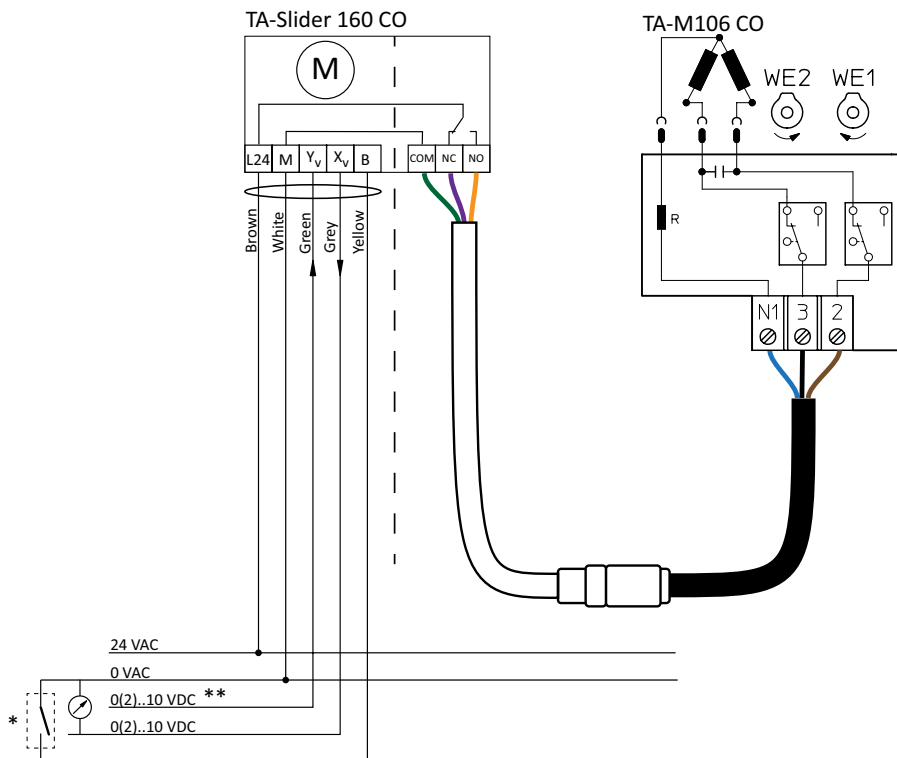 TA-Slider 160 CO
TA-M106 CO
M
WE2 WE1
L24 M Yv Xv B
COM NC NO
R
Brown
White
Green
Grey
Yellow
N1 3 2
24 VAC
0 VAC
0(2)..10 VDC **
0(2)..10 VDC
*